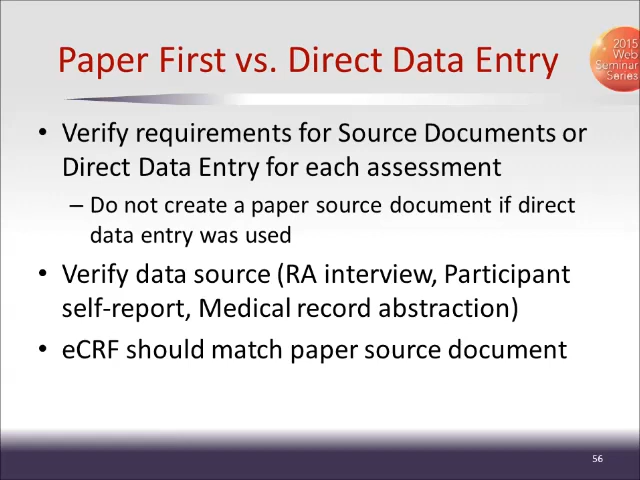 Paper First vs. Direct Data Entry
2015
Web
Seminar
Series
• Verify requirements for Source Documents or
Direct Data Entry for each assessment
– Do not create a paper source document if direct
data entry was used
• Verify data source (RA interview, Participant
self-report, Medical record abstraction)
• eCRF should match paper source document
56